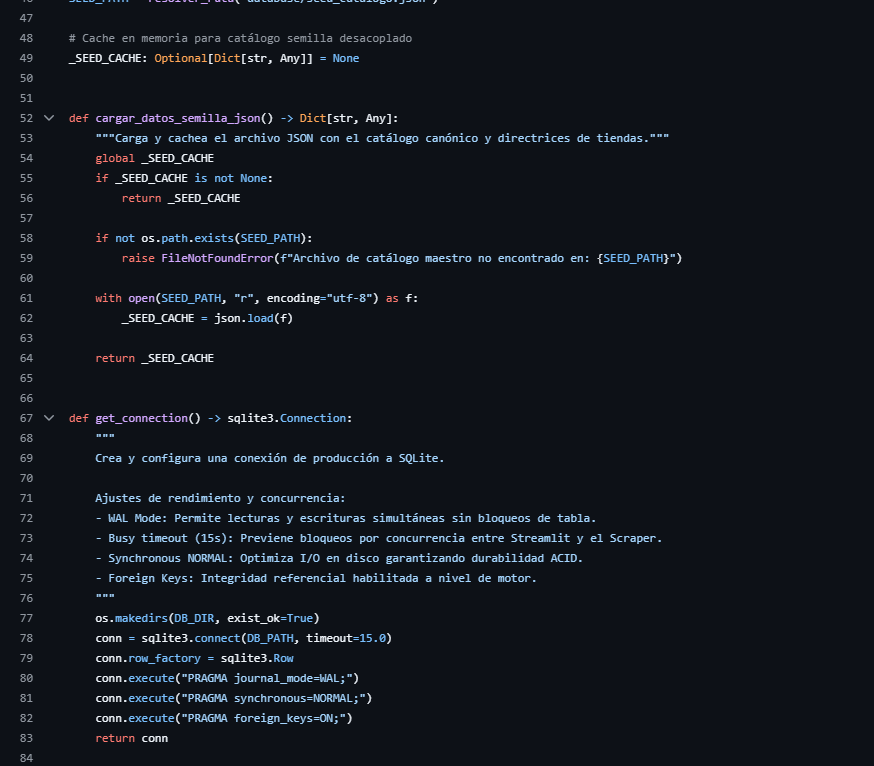 47
48 # Cache en memoria para catálogo semilla desacoplado
49 _SEED_CACHE: Optional[Dict[str, Any]] = None
50
51
52 def cargar_datos_semilla_json() -> Dict[str, Any]:
53 """Carga y cachea el archivo JSON con el catálogo canónico y directrices de tiendas."""
54 global _SEED_CACHE
55 if _SEED_CACHE is not None:
56 return _SEED_CACHE
57
58 if not os.path.exists(SEED_PATH):
59 raise FileNotFoundError(f"Archivo de catálogo maestro no encontrado en: {SEED_PATH}")
60
61 with open(SEED_PATH, "r", encoding="utf-8") as f:
62 _SEED_CACHE = json.load(f)
63
64 return _SEED_CACHE
65
66
67 def get_connection() -> sqlite3.Connection:
68 """
69 Crea y configura una conexión de producción a SQLite.
70
71 Ajustes de rendimiento y concurrencia:
72 - WAL Mode: Permite lecturas y escrituras simultáneas sin bloqueos de tabla.
73 - Busy timeout (15s): Previene bloqueos por concurrencia entre Streamlit y el Scraper.
74 - Synchronous NORMAL: Optimiza I/O en disco garantizando durabilidad ACID.
75 - Foreign Keys: Integridad referencial habilitada a nivel de motor.
76 """
77 os.makedirs(DB_DIR, exist_ok=True)
78 conn = sqlite3.connect(DB_PATH, timeout=15.0)
79 conn.row_factory = sqlite3.Row
80 conn.execute("PRAGMA journal_mode=WAL;")
81 conn.execute("PRAGMA synchronous=NORMAL;")
82 conn.execute("PRAGMA foreign_keys=ON;")
83 return conn
84